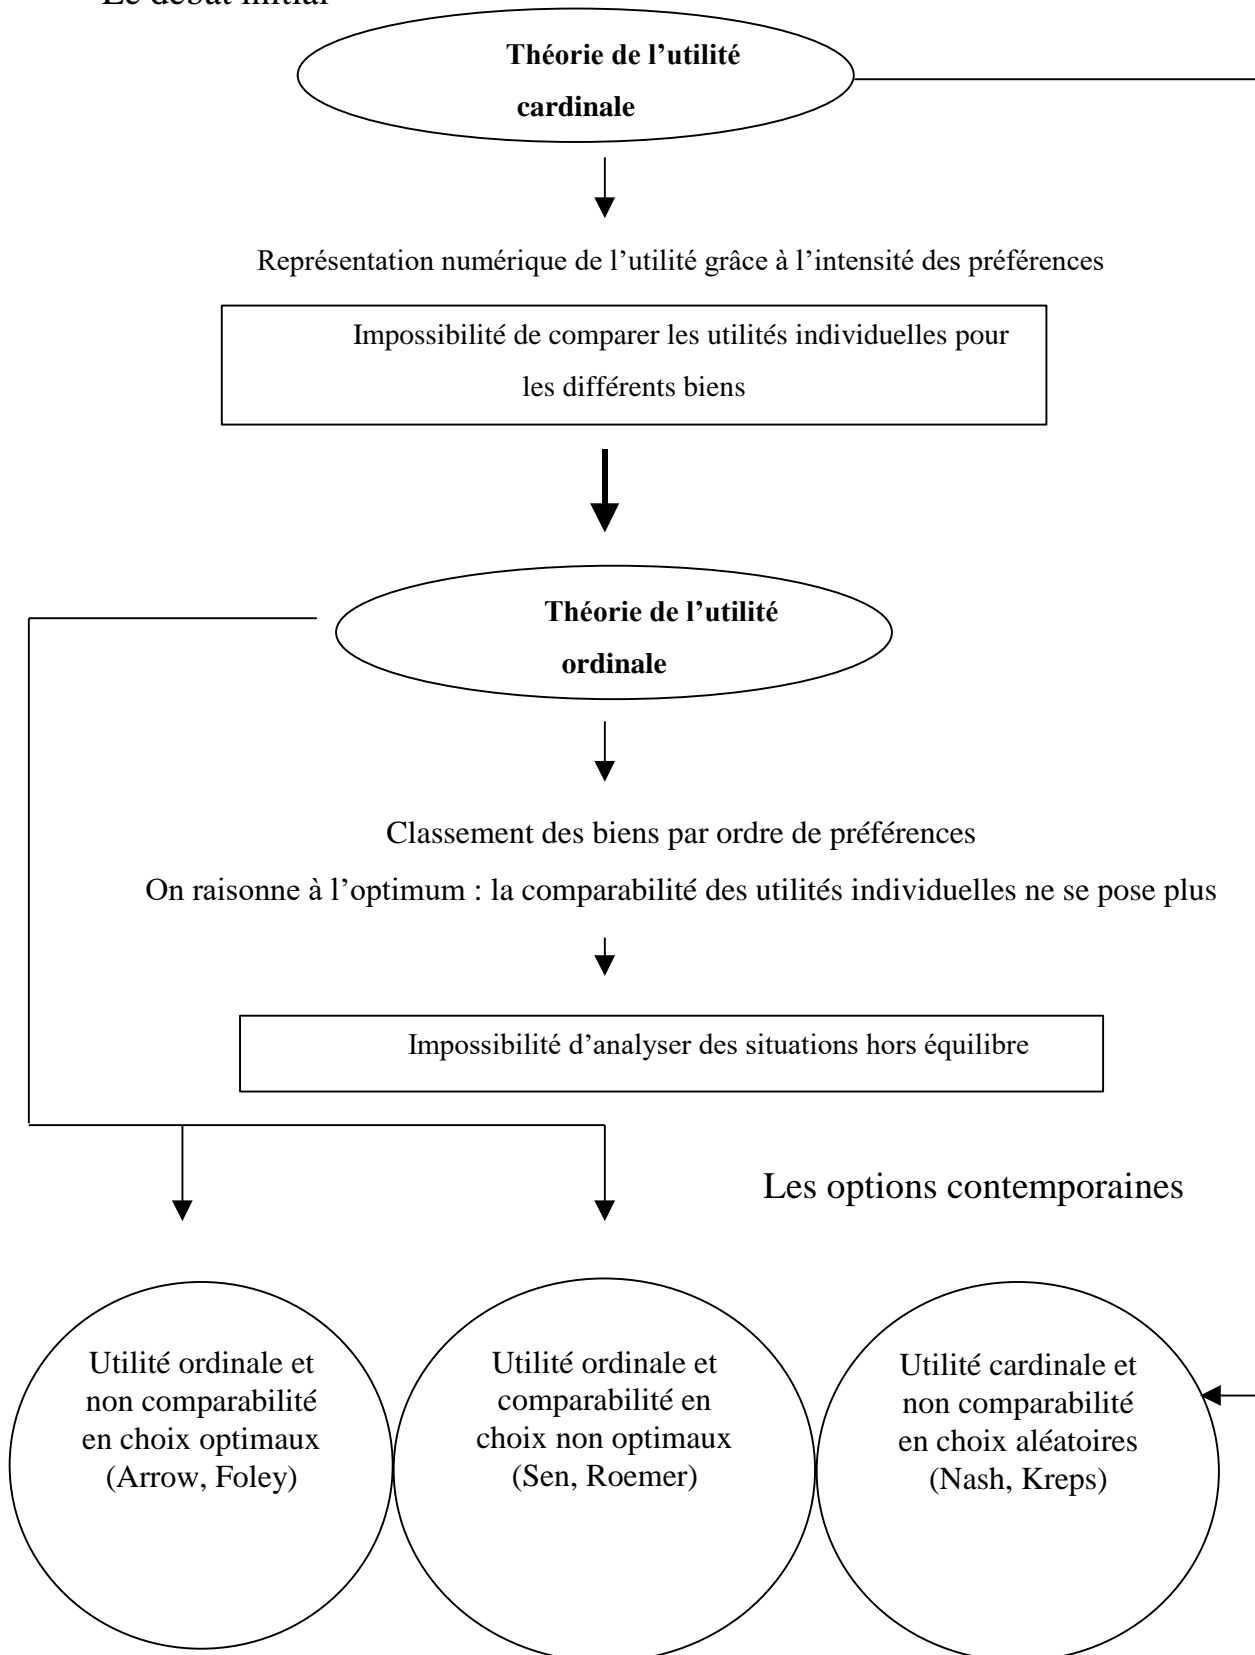 Le débat initial
Théorie de l’utilité
cardinale
Représentation numérique de l’utilité grâce à l’intensité des préférences
Impossibilité de comparer les utilités individuelles pour
les différents biens
Théorie de l’utilité
ordinale
Classement des biens par ordre de préférences
On raisonne à l’optimum : la comparabilité des utilités individuelles ne se pose plus
Impossibilité d’analyser des situations hors équilibre
Les options contemporaines
Utilité ordinale et
non comparabilité
en choix optimaux
(Arrow, Foley)
Utilité ordinale et
comparabilité en
choix non optimaux
(Sen, Roemer)
Utilité cardinale et
non comparabilité
en choix aléatoires
(Nash, Kreps)